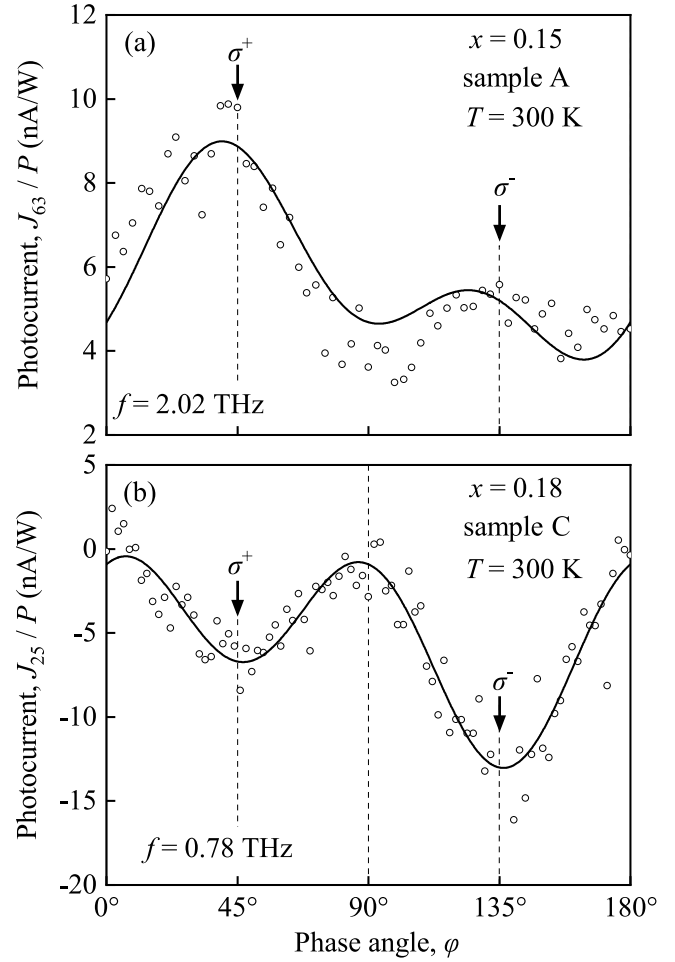 12
(a)
σ⁺
x = 0.15
sample A
T = 300 K
10
8
σ⁻
6
4
f = 2.02 THz
2
Photocurrent, J₆₃ / P (nA/W)
5
(b)
x = 0.18
sample C
T = 300 K
0
σ⁺
-5
σ⁻
-10
-15
f = 0.78 THz
-20
Photocurrent, J₂₅ / P (nA/W)
0° 45° 90° 135° 180°
Phase angle, φ